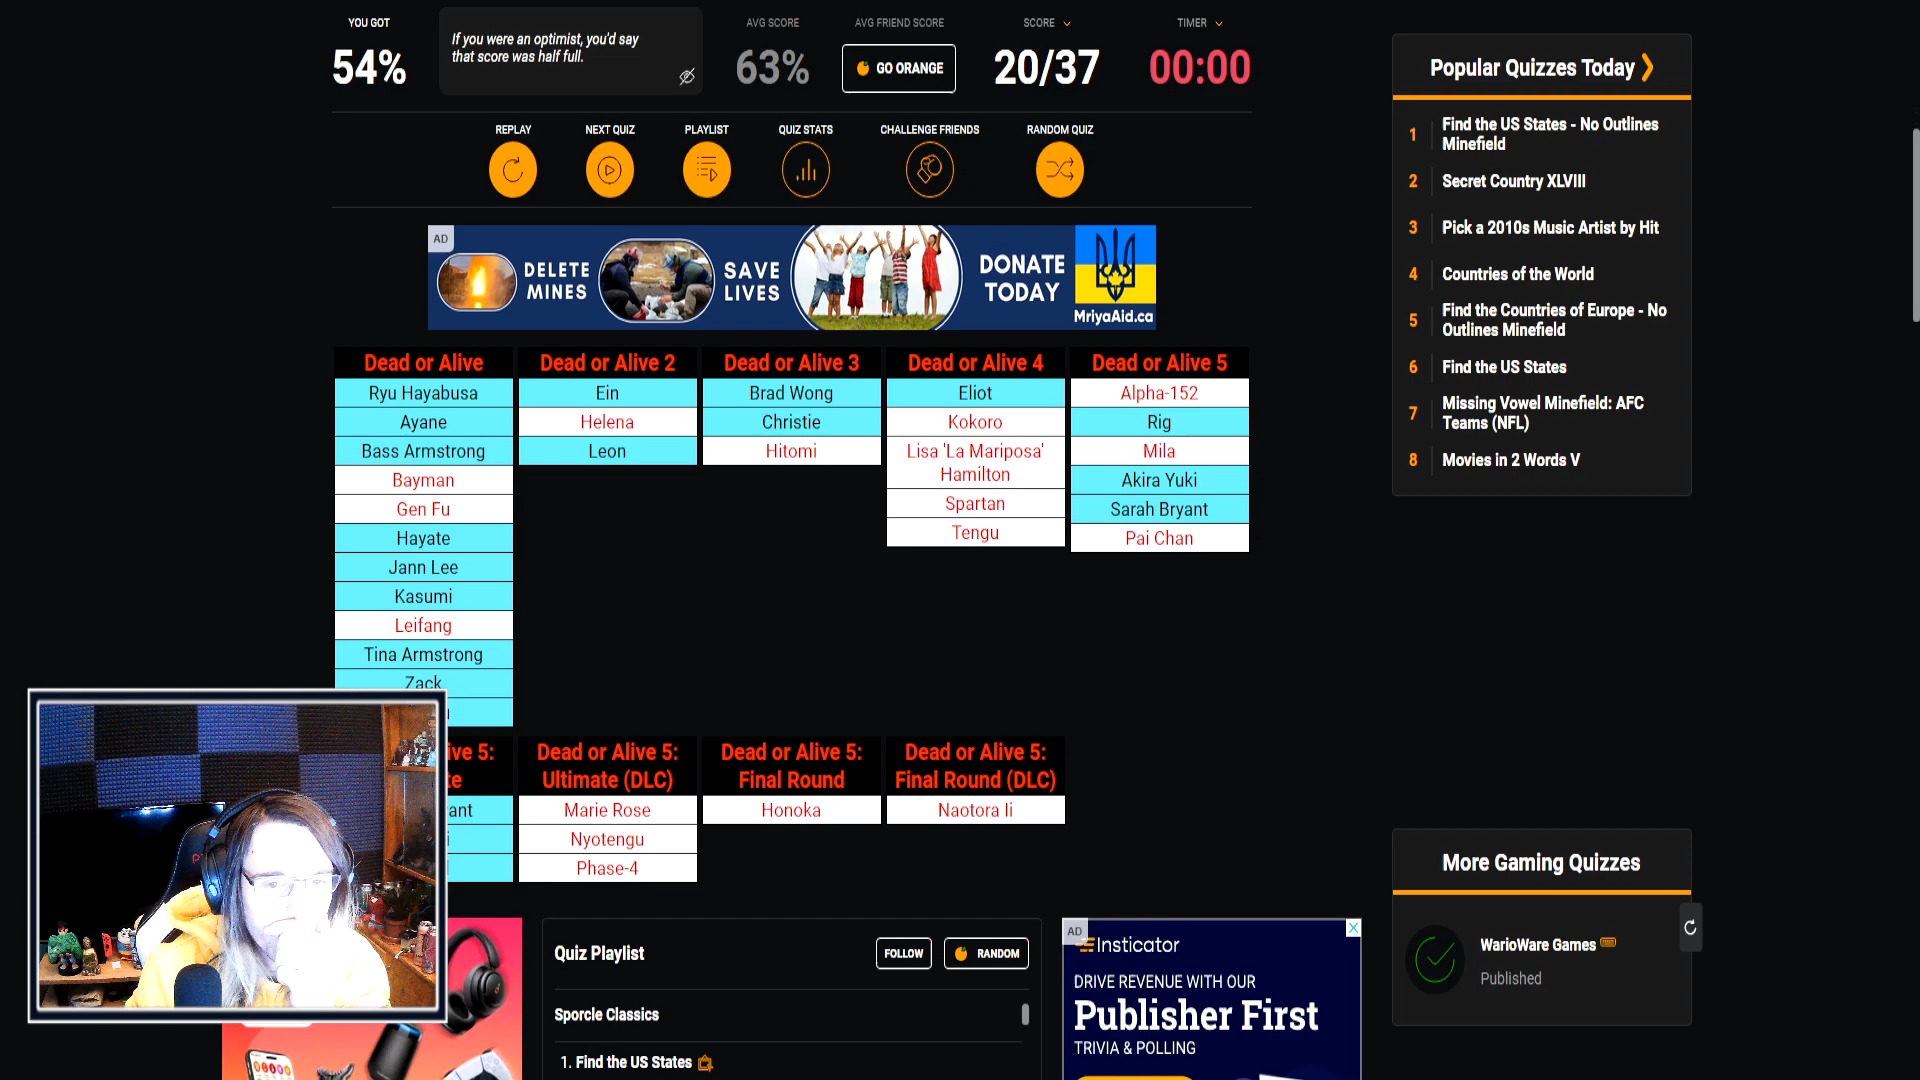 YOU GOT
54%
If you were an optimist, you'd say
that score was half full.
AVG SCORE
63%
AVG FRIEND SCORE
GO ORANGE
SCORE
20/37
TIMER
00:00
REPLAY
NEXT QUIZ
PLAYLIST
QUIZ STATS
CHALLENGE FRIENDS
RANDOM QUIZ
AD
DELETE
MINES
SAVE
LIVES
DONATE
TODAY
MriyaAid.ca
Dead or Alive
Ryu Hayabusa
Ayane
Bass Armstrong
Bayman
Gen Fu
Hayate
Jann Lee
Kasumi
Leifang
Tina Armstrong
Zack
Dead or Alive 2
Ein
Helena
Leon
Dead or Alive 3
Brad Wong
Christie
Hitomi
Dead or Alive 4
Eliot
Kokoro
Lisa 'La Mariposa'
Hamilton
Spartan
Tengu
Dead or Alive 5
Alpha-152
Rig
Mila
Akira Yuki
Sarah Bryant
Pai Chan
ive 5:
te
ant
i
Dead or Alive 5:
Ultimate (DLC)
Marie Rose
Nyotengu
Phase-4
Dead or Alive 5:
Final Round
Honoka
Dead or Alive 5:
Final Round (DLC)
Naotora Ii
Quiz Playlist
FOLLOW
RANDOM
Sporcle Classics
1. Find the US States
AD
Insticator
DRIVE REVENUE WITH OUR
Publisher First
TRIVIA & POLLING
Popular Quizzes Today
1 Find the US States - No Outlines
Minefield
2 Secret Country XLVIII
3 Pick a 2010s Music Artist by Hit
4 Countries of the World
5 Find the Countries of Europe - No
Outlines Minefield
6 Find the US States
7 Missing Vowel Minefield: AFC
Teams (NFL)
8 Movies in 2 Words V
More Gaming Quizzes
WarioWare Games
Published